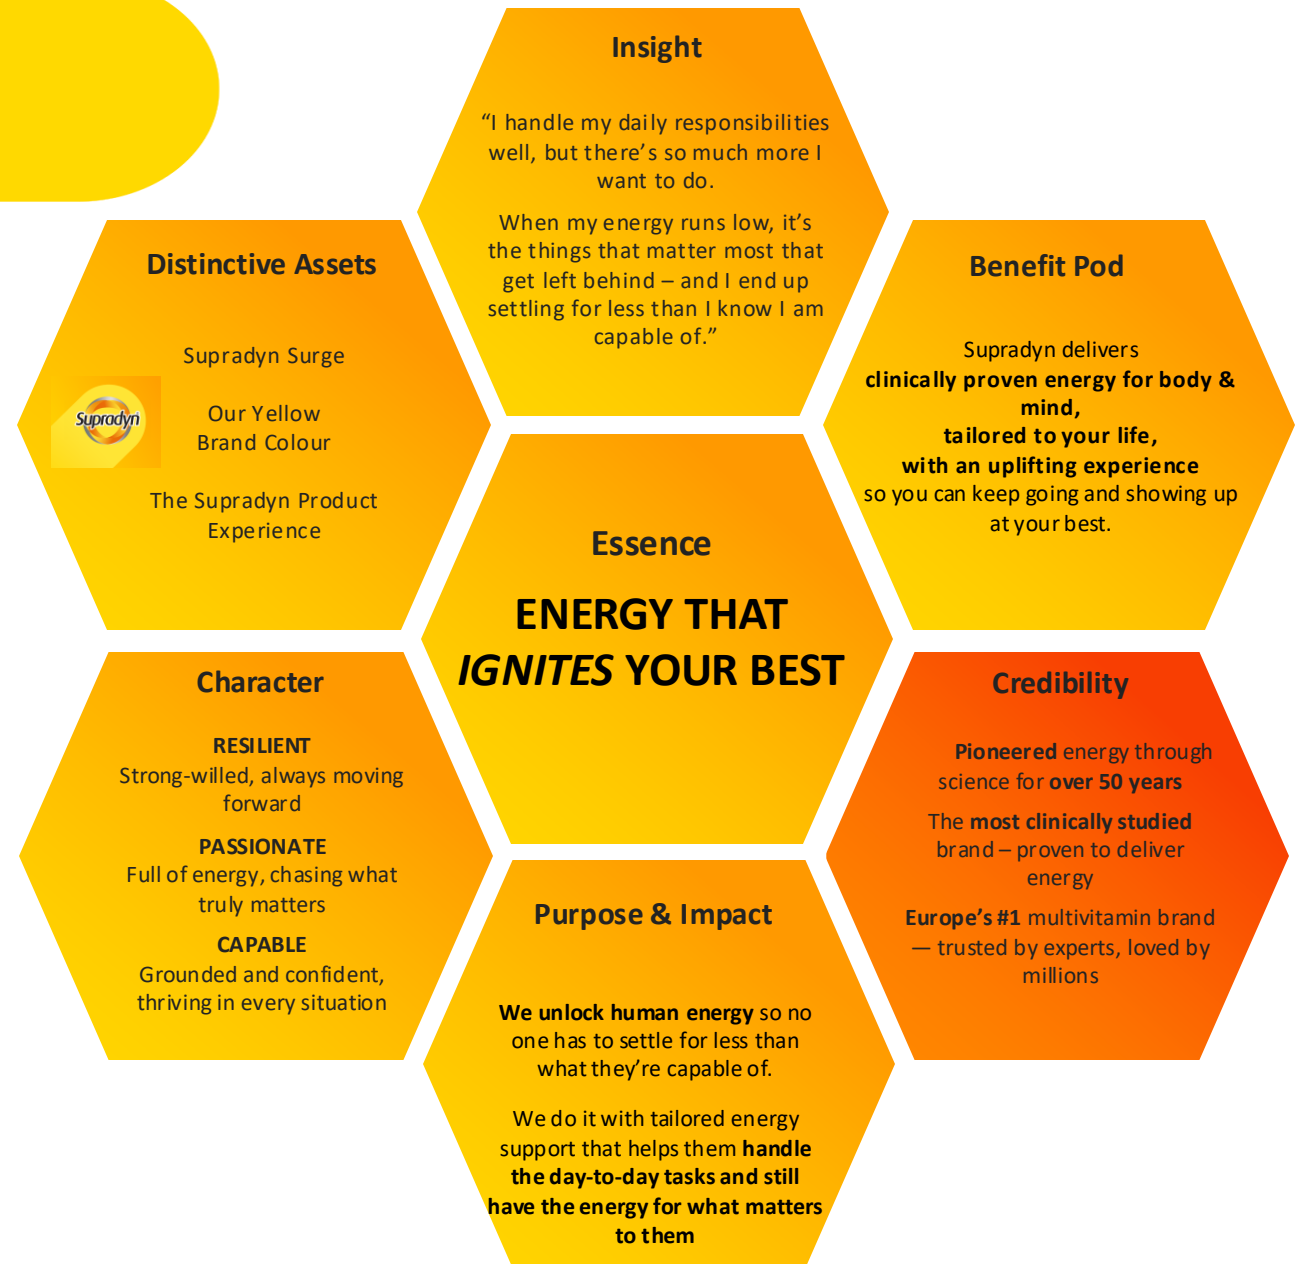 Insight
“I handle my daily responsibilities
well, but there’s so much more I
want to do.
When my energy runs low, it’s
the things that matter most that
get left behind – and I end up
settling for less than I know I am
capable of.”
Distinctive Assets
Supradyn Surge
Supradyn
Our Yellow
Brand Colour
The Supradyn Product
Experience
Benefit Pod
Supradyn delivers
clinically proven energy for body &
mind,
tailored to your life,
with an uplifting experience
so you can keep going and showing up
at your best.
Essence
ENERGY THAT
IGNITES YOUR BEST
Character
RESILIENT
Strong-willed, always moving
forward
PASSIONATE
Full of energy, chasing what
truly matters
CAPABLE
Grounded and confident,
thriving in every situation
Credibility
Pioneered energy through
science for over 50 years
The most clinically studied
brand – proven to deliver
energy
Europe’s #1 multivitamin brand
— trusted by experts, loved by
millions
Purpose & Impact
We unlock human energy so no
one has to settle for less than
what they’re capable of.
We do it with tailored energy
support that helps them handle
the day-to-day tasks and still
have the energy for what matters
to them